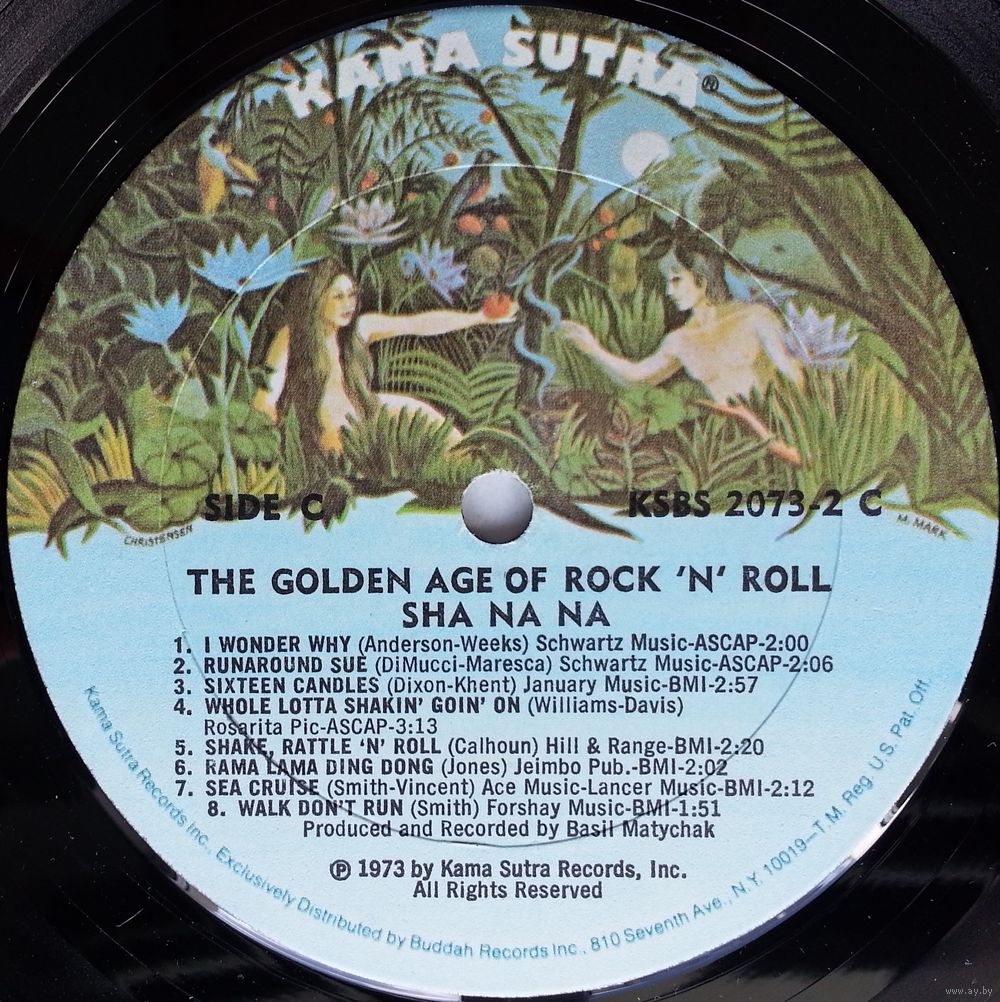 KAMA SUTRA®
SIDE C
KSBS 2073-2 C
CHRISTENSEN
M. MARK
THE GOLDEN AGE OF ROCK 'N' ROLL
SHA NA NA
1. I WONDER WHY (Anderson-Weeks) Schwartz Music-ASCAP-2:00
2. RUNAROUND SUE (DiMucci-Maresca) Schwartz Music-ASCAP-2:06
3. SIXTEEN CANDLES (Dixon-Khent) January Music-BMI-2:57
4. WHOLE LOTTA SHAKIN' GOIN' ON (Williams-Davis)
Rosarita Pic-ASCAP-3:13
5. SHAKE, RATTLE 'N' ROLL (Calhoun) Hill & Range-BMI-2:20
6. RAMA LAMA DING DONG (Jones) Jeimbo Pub.-BMI-2:02
7. SEA CRUISE (Smith-Vincent) Ace Music-Lancer Music-BMI-2:12
8. WALK DON'T RUN (Smith) Forshay Music-BMI-1:51
Produced and Recorded by Basil Matychak
℗ 1973 by Kama Sutra Records, Inc.
All Rights Reserved
Kama Sutra Records Inc., Exclusively Distributed by Buddah Records Inc., 810 Seventh Ave., N.Y. 10019—T.M. Reg. U.S. Pat. Off.
www.ay.by